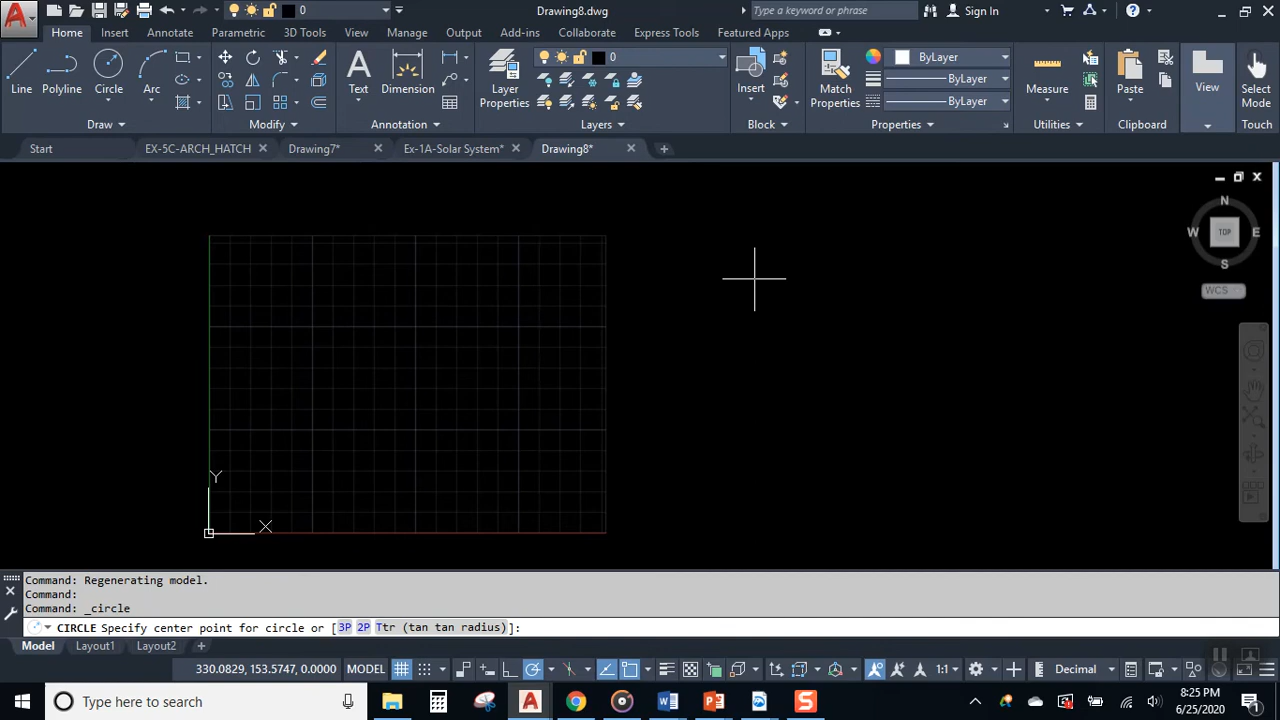 0
Drawing8.dwg
Type a keyword or phrase
Sign In
Home Insert Annotate Parametric 3D Tools View Manage Output Add-ins Collaborate Express Tools Featured Apps
Line
Polyline
Circle
Arc
Text
Dimension
Layer Properties
0
Insert
Match Properties
ByLayer
ByLayer
ByLayer
Measure
Paste
View
Select Mode
Draw
Modify
Annotation
Layers
Block
Properties
Utilities
Clipboard
Touch
Start
EX-5C-ARCH_HATCH
Drawing7*
Ex-1A-Solar System*
Drawing8*
N
W TOP E
S
WCS
Y
X
Command: Regenerating model.
Command:
Command: _circle
CIRCLE Specify center point for circle or [3P 2P Ttr (tan tan radius)]:
Model Layout1 Layout2
330.0829, 153.5747, 0.0000 MODEL
1:1
Decimal
Type here to search
8:25 PM
6/25/2020